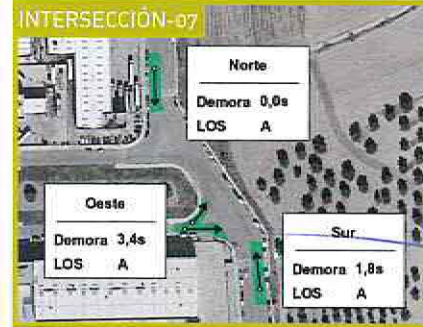 INTERSECCIÓN-07
Norte
Demora 0,0s
LOS A
Oeste
Demora 3,4s
LOS A
Sur
Demora 1,8s
LOS A